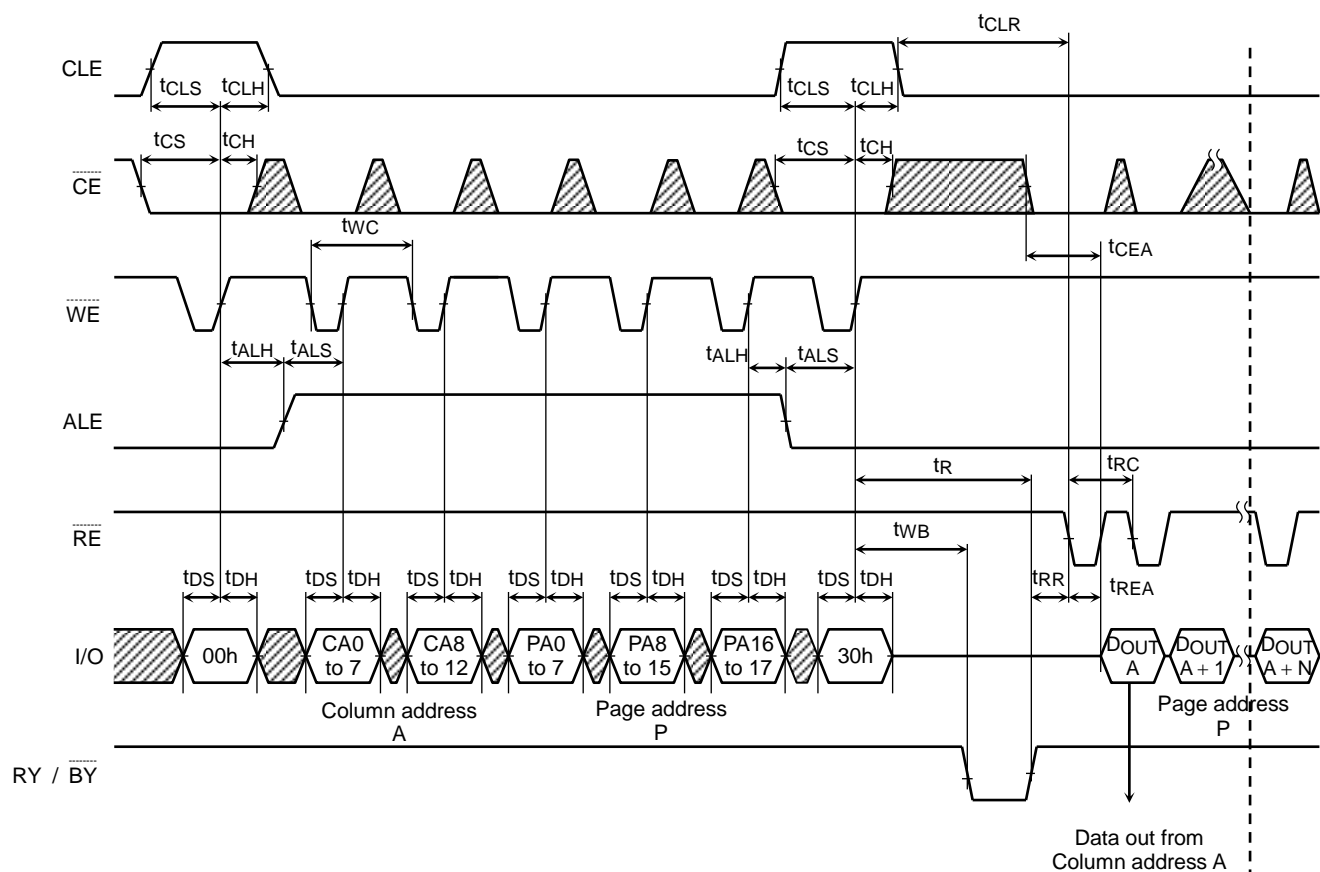 tCLR
CLE
tCLS tCLH tCLS tCLH
tCS tCH tCS tCH
CE
tWC
tCEA
WE
tALH tALS tALH tALS
ALE
tR tRC
RE
tWB
tDS tDH tDS tDH tDS tDH tDS tDH tDS tDH tDS tDH tDS tDH tRR tREA
I/O 00h CA0 to 7 CA8 to 12 PA0 to 7 PA8 to 15 PA16 to 17 30h DOUT A DOUT A + 1 DOUT A + N
Column address
A
Page address
P
Page address
P
RY / BY
Data out from
Column address A